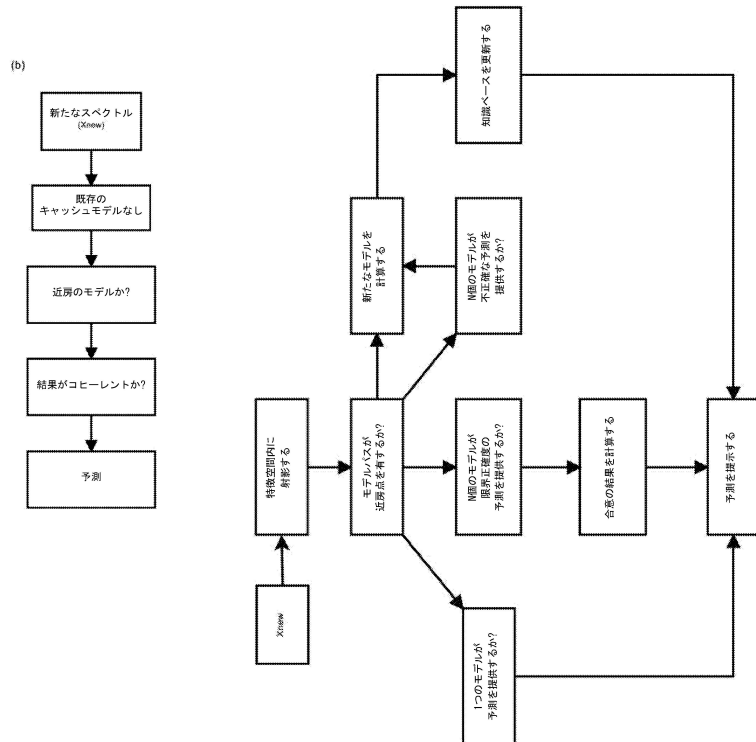 (b)
新たなスペクトル
(Xnew)
既存の
キャッシュモデルなし
近房のモデルか?
結果がコヒーレントか?
予測
Xnew
特徴空間内に
射影する
モデルパスが
近房点を有するか?
新たなモデルを
計算する
知識ベースを更新する
N個のモデルが
不正確な予測を
提供するか?
N個のモデルが
限界正確度の
予測を提供するか?
合意の結果を計算する
1つのモデルが
予測を提供するか?
予測を提示する